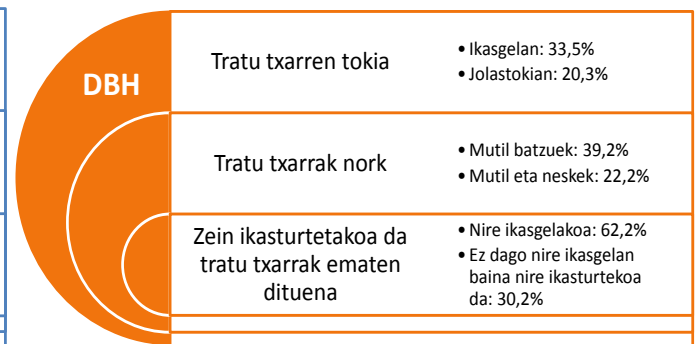 DBH
Tratu txarren tokia
• Ikasgelan: 33,5%
• Jolastokian: 20,3%
Tratu txarrak nork
• Mutil batzuek: 39,2%
• Mutil eta neskek: 22,2%
Zein ikasturtetakoa da
tratu txarrak ematen
dituena
• Nire ikasgelakoa: 62,2%
• Ez dago nire ikasgelan
baina nire ikasturtekoa
da: 30,2%